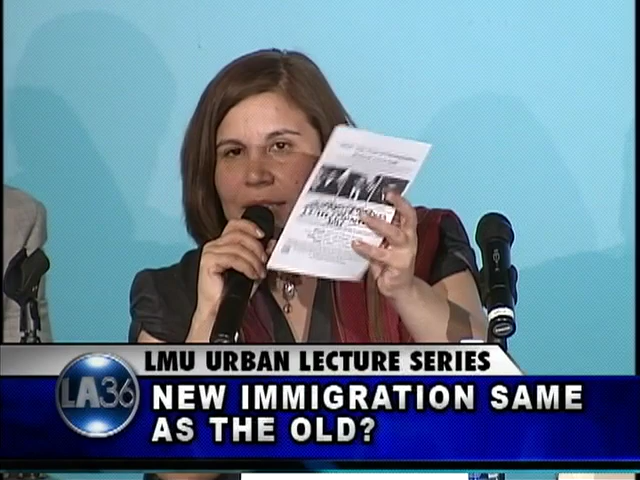 LMU URBAN LECTURE SERIES
LA36
NEW IMMIGRATION SAME
AS THE OLD?